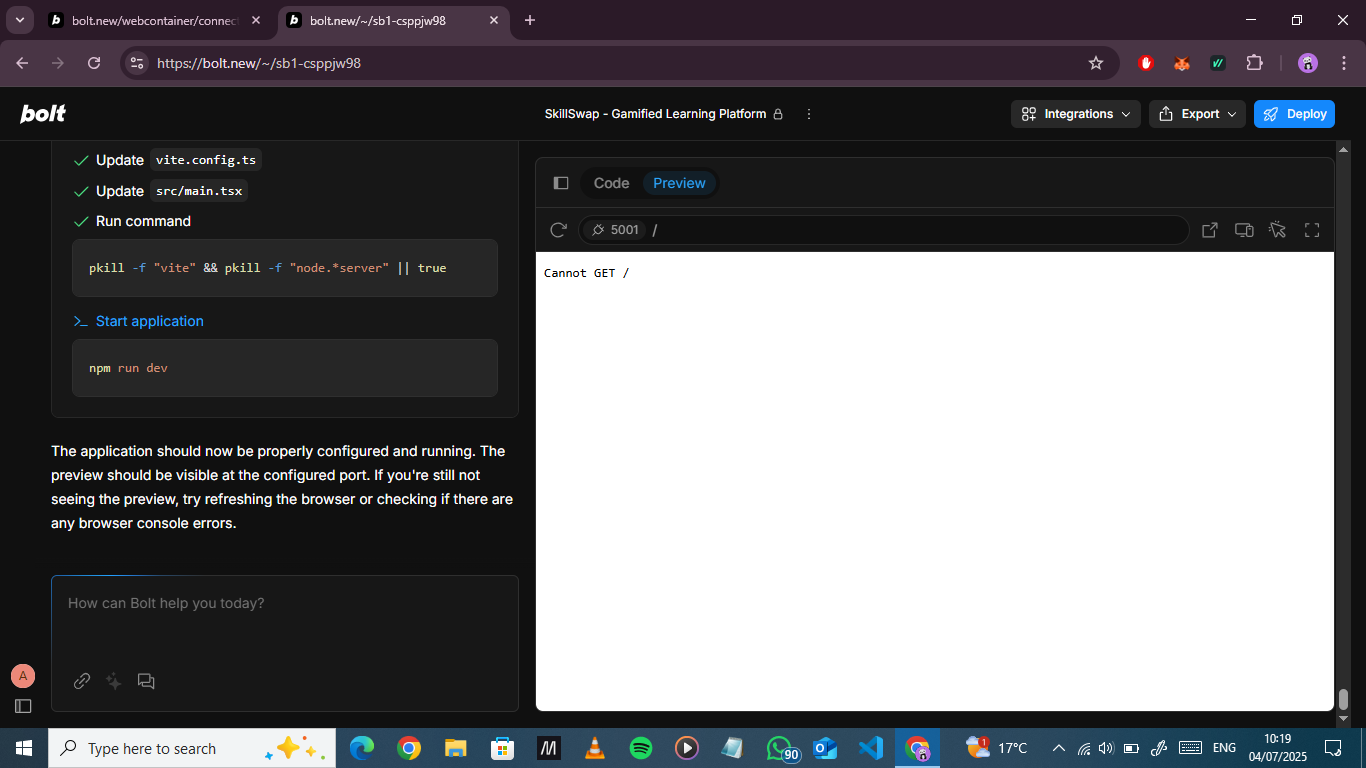 bolt.new/webcontainer/connect
bolt.new/~/sb1-csppjw98
https://bolt.new/~/sb1-csppjw98
bolt
SkillSwap - Gamified Learning Platform
Integrations
Export
Deploy
Update vite.config.ts
Update src/main.tsx
Run command
pkill -f "vite" && pkill -f "node.*server" || true
Start application
npm run dev
The application should now be properly configured and running. The
preview should be visible at the configured port. If you're still not
seeing the preview, try refreshing the browser or checking if there are
any browser console errors.
How can Bolt help you today?
A
Code
Preview
5001 /
Cannot GET /
Type here to search
90
1
17°C
ENG
10:19
04/07/2025